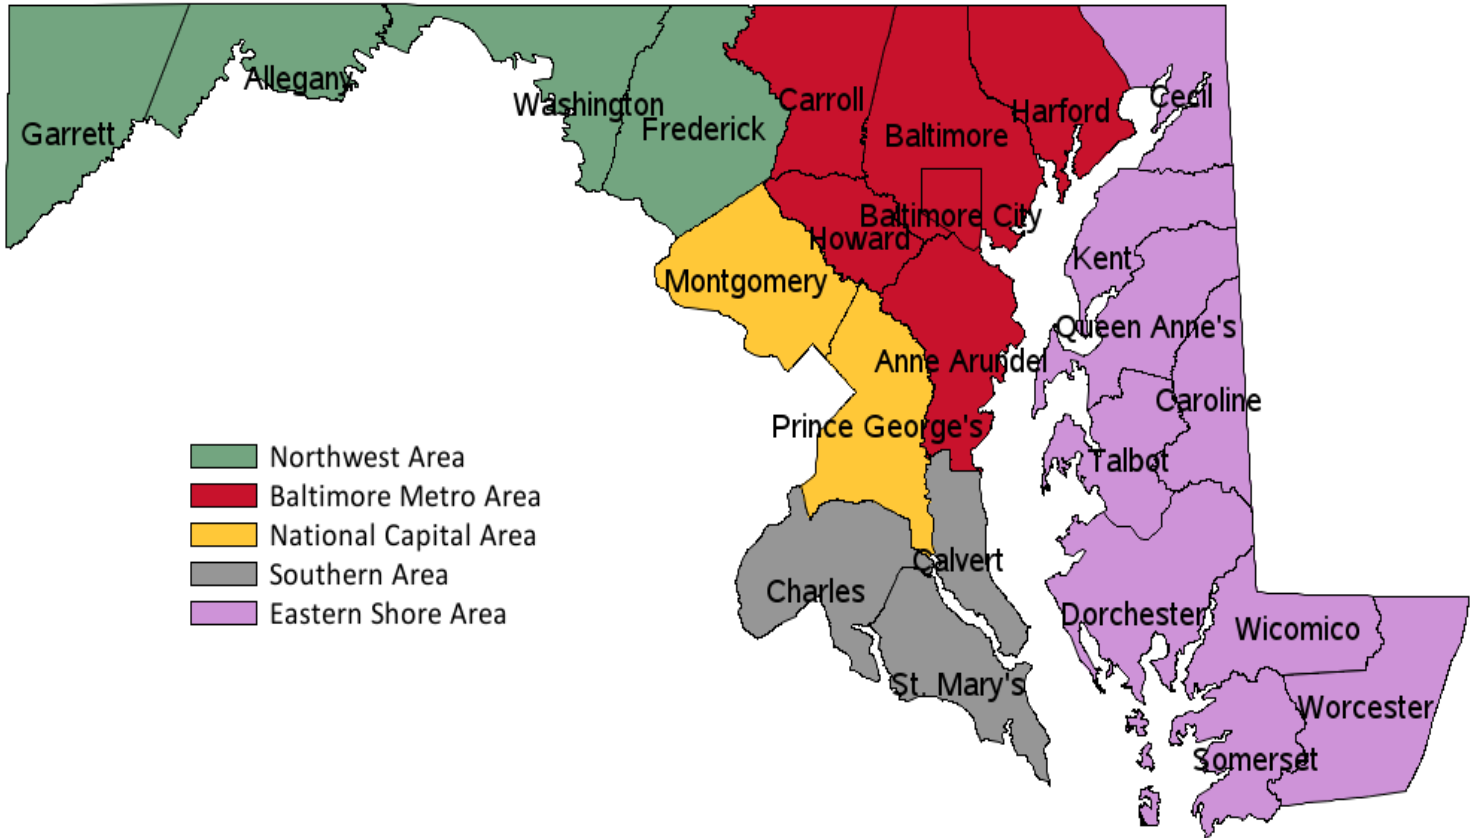 Allegany
Washington
Garrett
Frederick
Carroll
Baltimore
Harford
Cecil
Baltimore City
Howard
Montgomery
Kent
Queen Anne's
Anne Arundel
Caroline
Prince George's
Talbot
Northwest Area
Baltimore Metro Area
National Capital Area
Southern Area
Eastern Shore Area
Calvert
Charles
Dorchester
Wicomico
St. Mary's
Worcester
Somerset